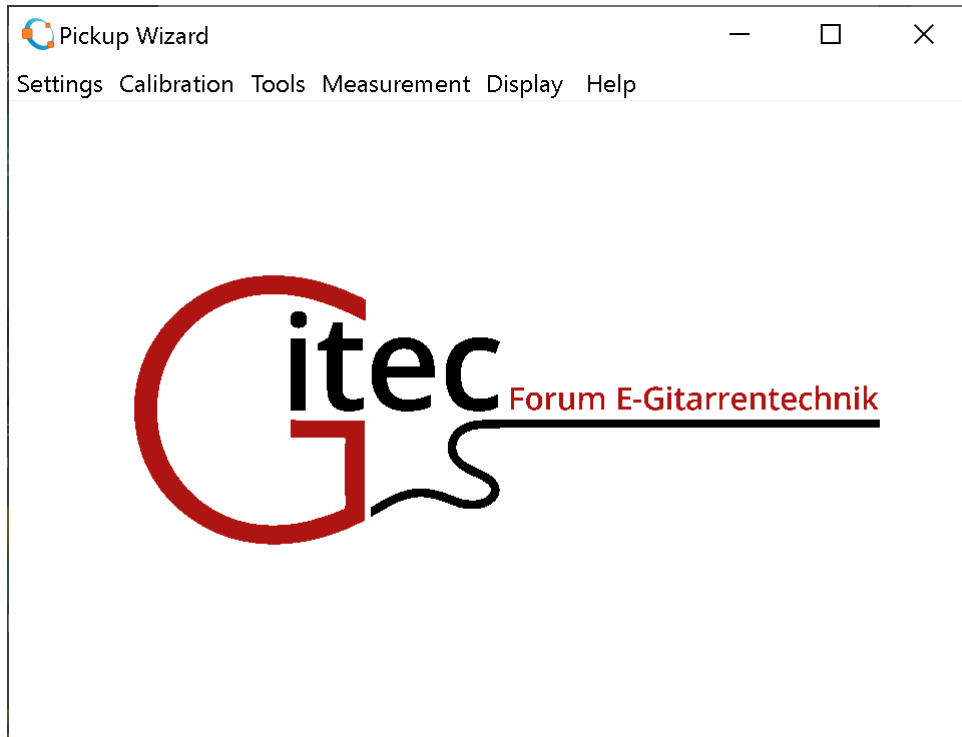 Pickup Wizard
Settings Calibration Tools Measurement Display Help
Gitec
Forum E-Gitarrentechnik